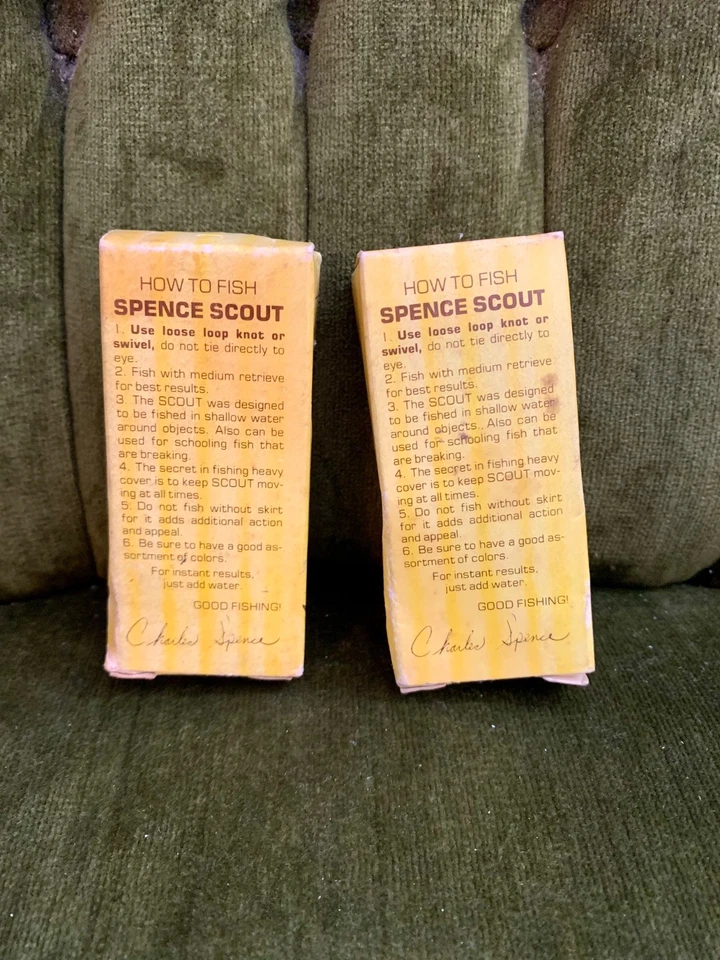 HOW TO FISH
SPENCE SCOUT
1. Use loose loop knot or
swivel, do not tie directly to
eye.
2. Fish with medium retrieve
for best results.
3. The SCOUT was designed
to be fished in shallow water
around objects. Also can be
used for schooling fish that
are breaking.
4. The secret in fishing heavy
cover is to keep SCOUT mov-
ing at all times.
5. Do not fish without skirt
for it adds additional action
and appeal.
6. Be sure to have a good as-
sortment of colors.
For instant results,
just add water.
GOOD FISHING!
Charles Spence
HOW TO FISH
SPENCE SCOUT
1. Use loose loop knot or
swivel, do not tie directly to
eye.
2. Fish with medium retrieve
for best results.
3. The SCOUT was designed
to be fished in shallow water
around objects. Also can be
used for schooling fish that
are breaking.
4. The secret in fishing heavy
cover is to keep SCOUT mov-
ing at all times.
5. Do not fish without skirt
for it adds additional action
and appeal.
6. Be sure to have a good as-
sortment of colors.
For instant results,
just add water.
GOOD FISHING!
Charles Spence